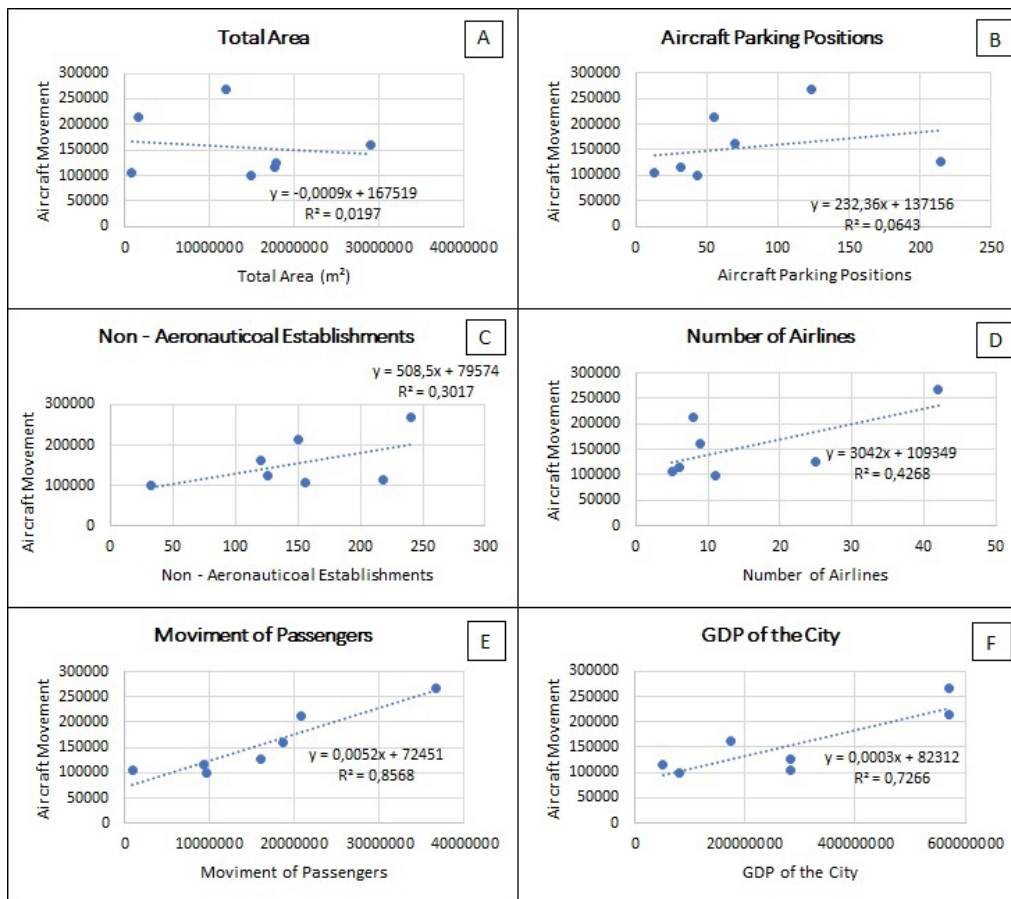 Total Area
A
Aircraft Movement
300000
250000
200000
150000
100000
50000
0
y = -0,0009x + 167519
R² = 0,0197
0 10000000 20000000 30000000 40000000
Total Area (m²)
Aircraft Parking Positions
B
Aircraft Movement
300000
250000
200000
150000
100000
50000
0
y = 232,36x + 137156
R² = 0,0643
0 50 100 150 200 250
Aircraft Parking Positions
Non - Aeronauticoal Establishments
C
y = 508,5x + 79574
R² = 0,3017
Aircraft Movement
300000
200000
100000
0
0 50 100 150 200 250 300
Non - Aeronauticoal Establishments
Number of Airlines
D
Aircraft Movement
300000
250000
200000
150000
100000
50000
0
y = 3042x + 109349
R² = 0,4268
0 10 20 30 40 50
Number of Airlines
Moviment of Passengers
E
Aircraft Movement
300000
250000
200000
150000
100000
50000
0
y = 0,0052x + 72451
R² = 0,8568
0 10000000 20000000 30000000 40000000
Moviment of Passengers
GDP of the City
F
Aircraft Movement
300000
250000
200000
150000
100000
50000
0
y = 0,0003x + 82312
R² = 0,7266
0 200000000 400000000 600000000
GDP of the City